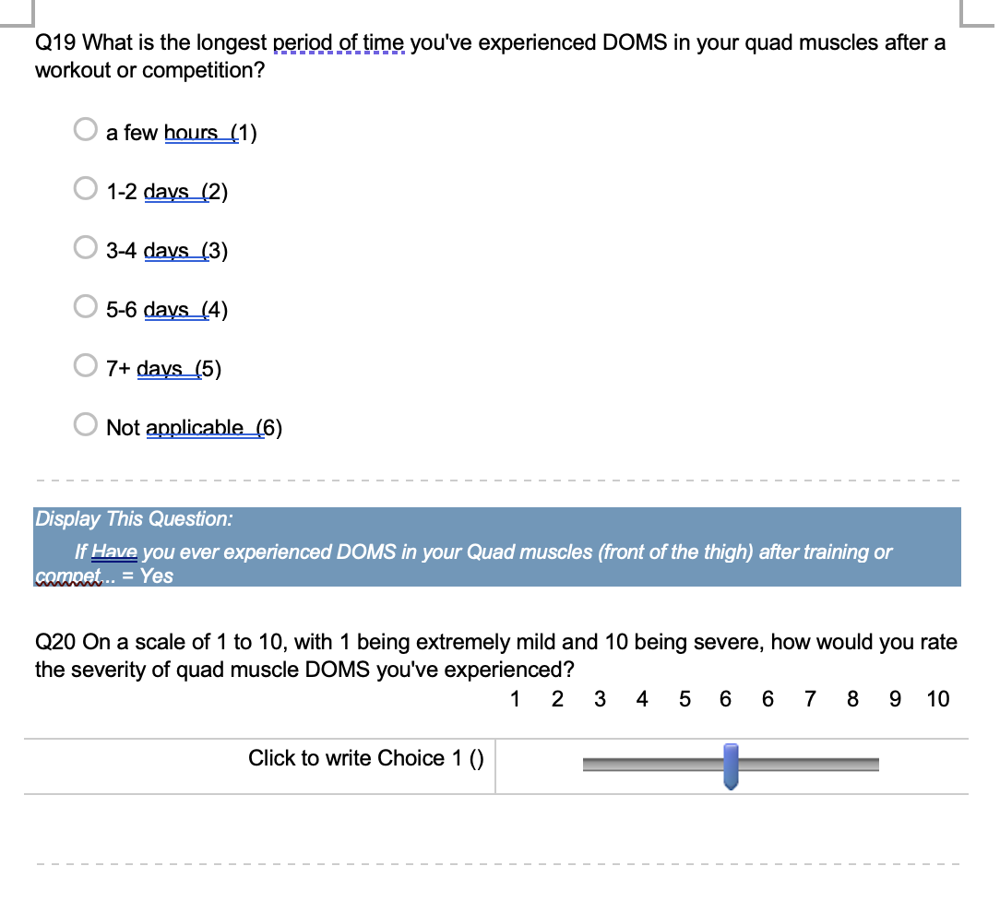 Q19 What is the longest period of time you've experienced DOMS in your quad muscles after a
workout or competition?
a few hours  (1)
1-2 days  (2)
3-4 days  (3)
5-6 days  (4)
7+ days  (5)
Not applicable  (6)
Display This Question:
If Have you ever experienced DOMS in your Quad muscles (front of the thigh) after training or
compet... = Yes
Q20 On a scale of 1 to 10, with 1 being extremely mild and 10 being severe, how would you rate
the severity of quad muscle DOMS you've experienced?
1 2 3 4 5 6 6 7 8 9 10
Click to write Choice 1 ()